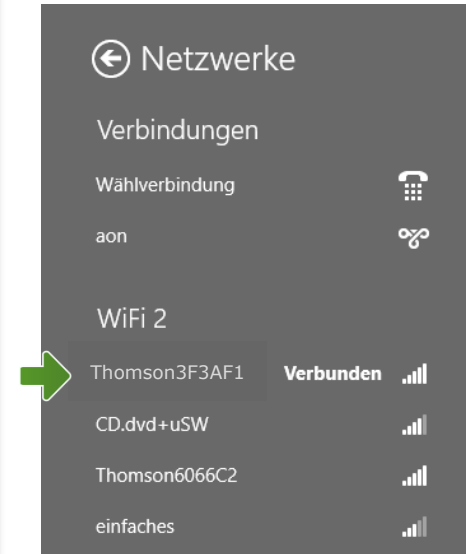 Netzwerke
Verbindungen
Wählverbindung
aon
WiFi 2
Thomson3F3AF1 Verbunden
CD.dvd+uSW
Thomson6066C2
einfaches